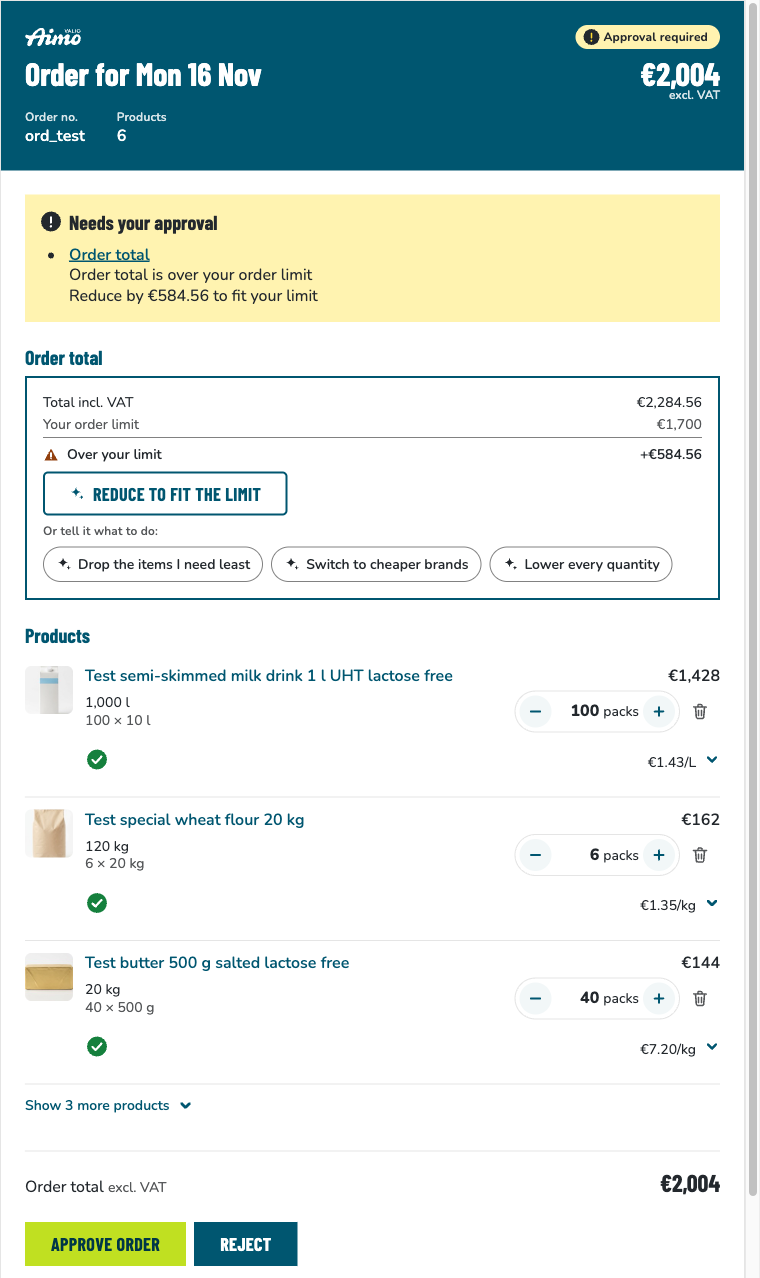 Aimo VALIO
Approval required
Order for Mon 16 Nov
€2,004
excl. VAT
Order no.
Products
ord_test
6
Needs your approval
• Order total
Order total is over your order limit
Reduce by €584.56 to fit your limit
Order total
Total incl. VAT €2,284.56
Your order limit €1,700
Over your limit +€584.56
REDUCE TO FIT THE LIMIT
Or tell it what to do:
Drop the items I need least
Switch to cheaper brands
Lower every quantity
Products
Test semi-skimmed milk drink 1 l UHT lactose free €1,428
1,000 l
100 × 10 l
− 100 packs +
€1.43/L
Test special wheat flour 20 kg €162
120 kg
6 × 20 kg
− 6 packs +
€1.35/kg
Test butter 500 g salted lactose free €144
20 kg
40 × 500 g
− 40 packs +
€7.20/kg
Show 3 more products
Order total excl. VAT €2,004
APPROVE ORDER
REJECT